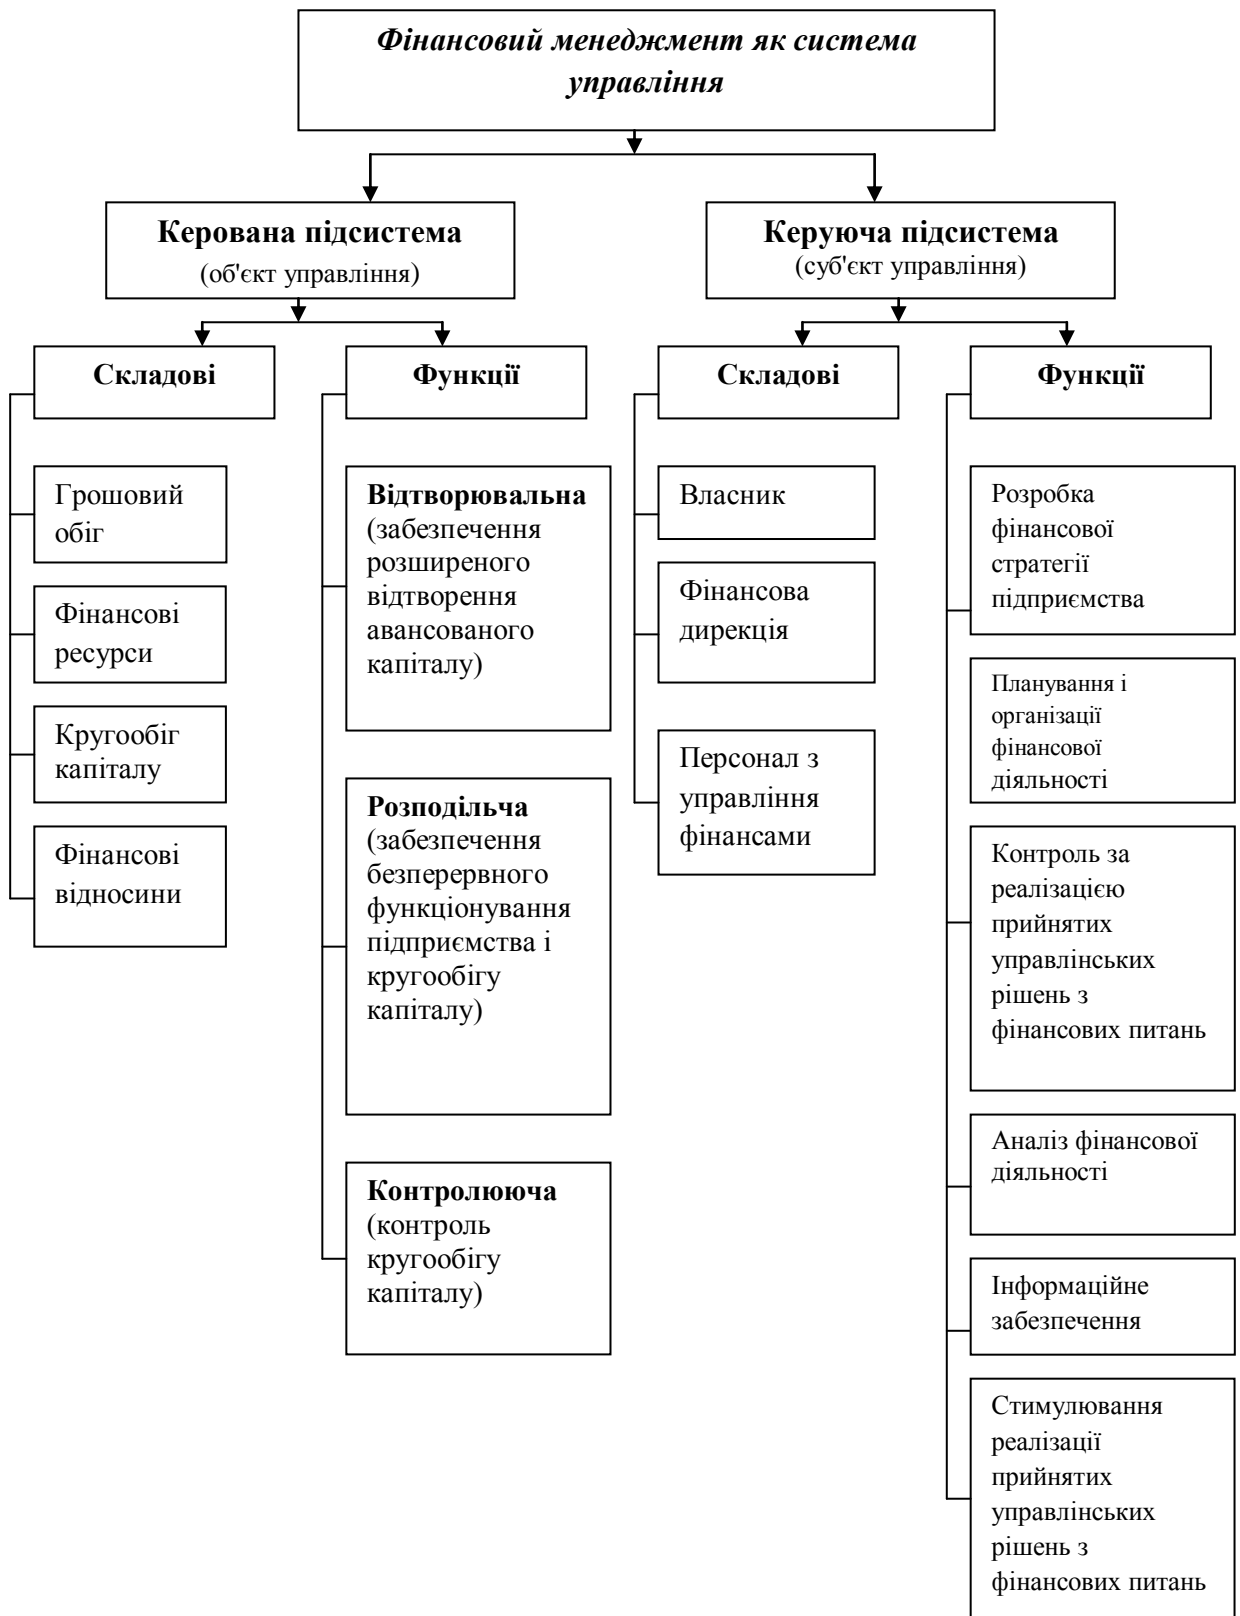 Фінансовий менеджмент як система
управління
Керована підсистема
(об'єкт управління)
Керуюча підсистема
(суб'єкт управління)
Складові
Функції
Складові
Функції
Грошовий
обіг
Фінансові
ресурси
Кругообіг
капіталу
Фінансові
відносини
Відтворювальна
(забезпечення
розширеного
відтворення
авансованого
капіталу)
Розподільча
(забезпечення
безперервного
функціонування
підприємства і
кругообігу
капіталу)
Контролююча
(контроль
кругообігу
капіталу)
Власник
Фінансова
дирекція
Персонал з
управління
фінансами
Розробка
фінансової
стратегії
підприємства
Планування і
організації
фінансової
діяльності
Контроль за
реалізацією
прийнятих
управлінських
рішень з
фінансових питань
Аналіз фінансової
діяльності
Інформаційне
забезпечення
Стимулювання
реалізації
прийнятих
управлінських
рішень з
фінансових питань